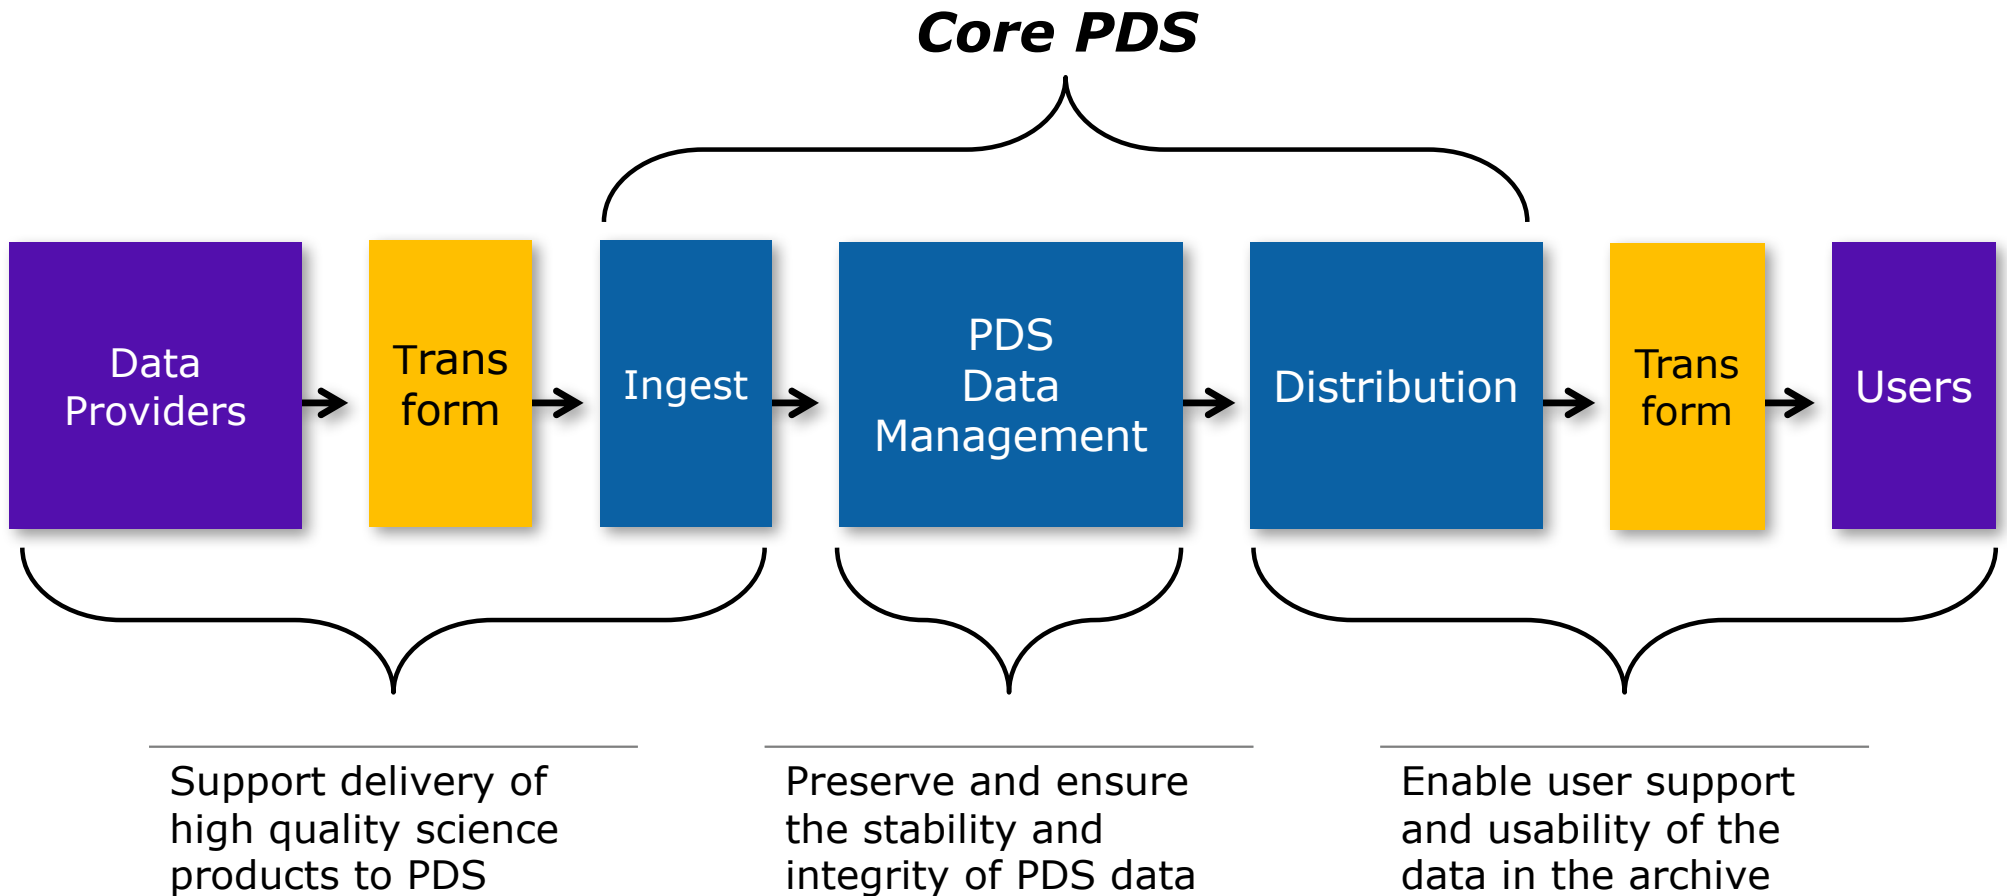 Core PDS
Data
Providers
Trans
form
Ingest
PDS
Data
Management
Distribution
Trans
form
Users
Support delivery of
high quality science
products to PDS
Preserve and ensure
the stability and
integrity of PDS data
Enable user support
and usability of the
data in the archive